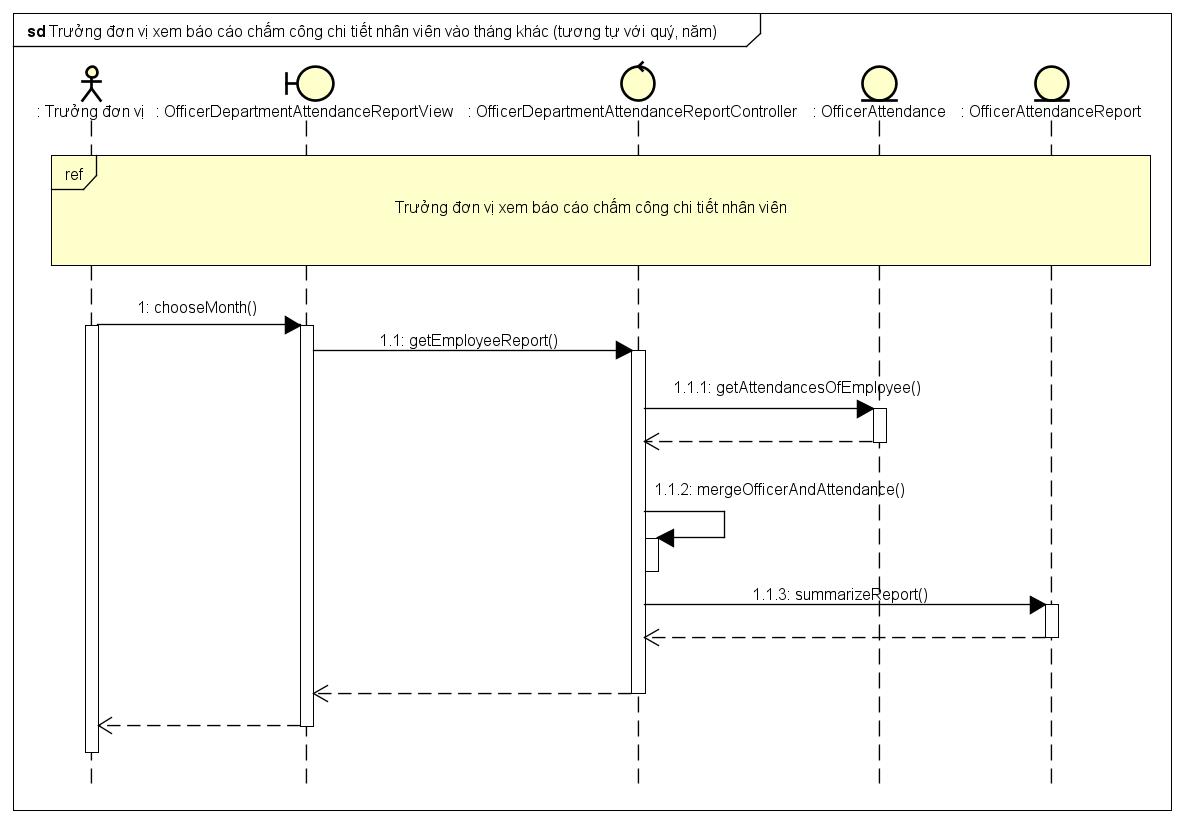 sd Trưởng đơn vị xem báo cáo chấm công chi tiết nhân viên vào tháng khác (tương tự với quý, năm)
: Trưởng đơn vị : OfficerDepartmentAttendanceReportView : OfficerDepartmentAttendanceReportController : OfficerAttendance : OfficerAttendanceReport
ref
Trưởng đơn vị xem báo cáo chấm công chi tiết nhân viên
1: chooseMonth()
1.1: getEmployeeReport()
1.1.1: getAttendancesOfEmployee()
1.1.2: mergeOfficerAndAttendance()
1.1.3: summarizeReport()